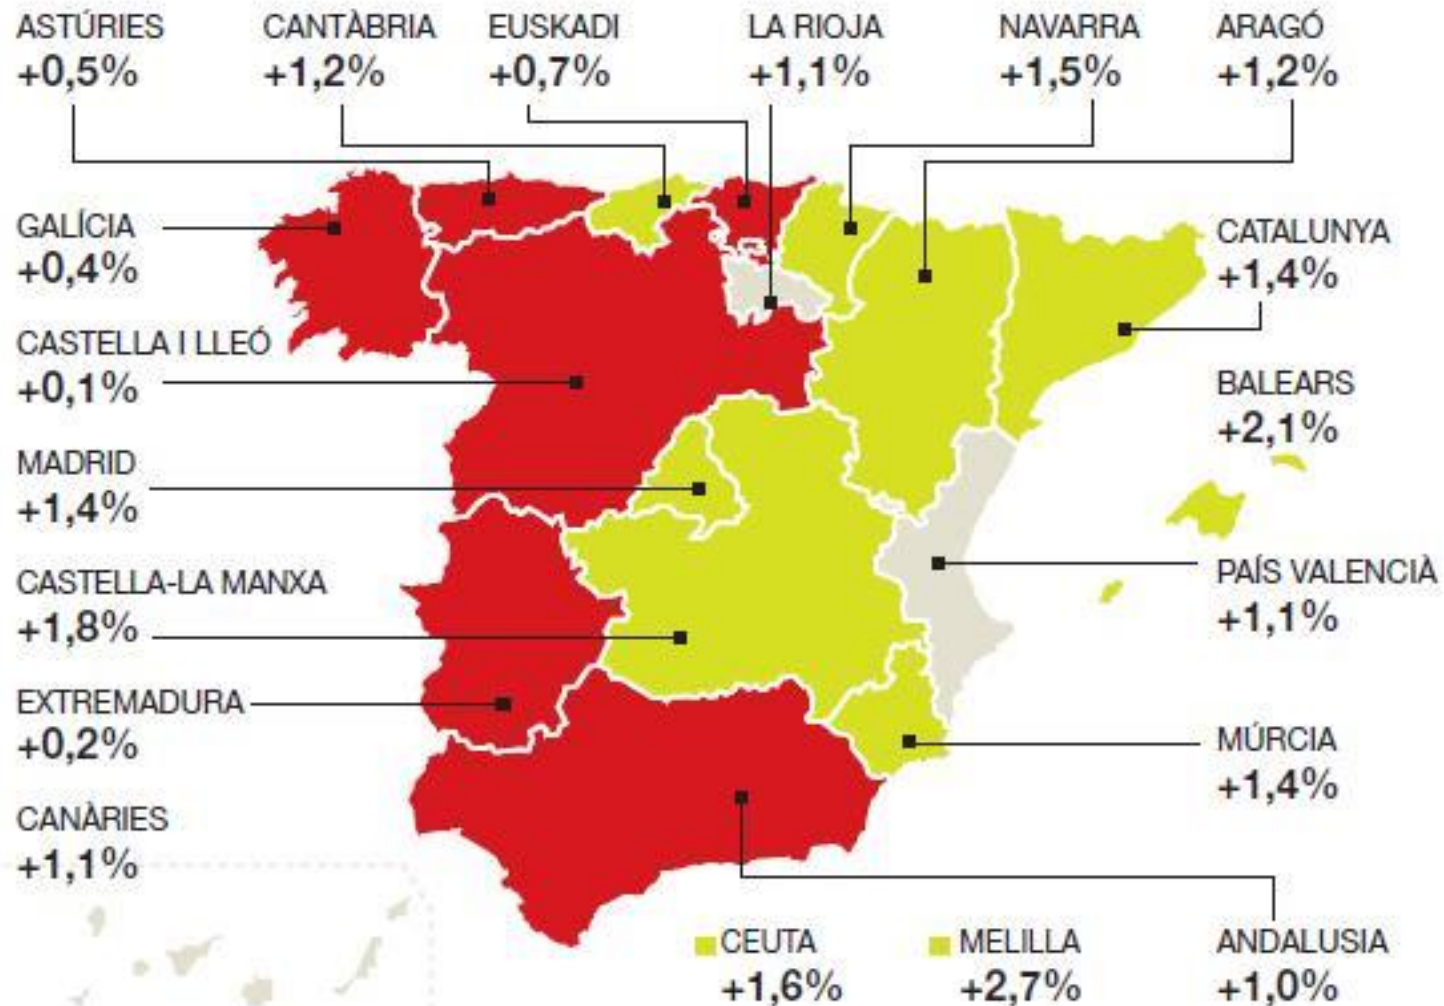 ASTÚRIES
+0,5%
CANTÀBRIA
+1,2%
EUSKADI
+0,7%
LA RIOJA
+1,1%
NAVARRA
+1,5%
ARAGÓ
+1,2%
GALÍCIA
+0,4%
CASTELLA I LLEÓ
+0,1%
MADRID
+1,4%
CASTELLA-LA MANXA
+1,8%
EXTREMADURA
+0,2%
CANÀRIES
+1,1%
CATALUNYA
+1,4%
BALEARS
+2,1%
PAÍS VALENCIÀ
+1,1%
MÚRCIA
+1,4%
CEUTA
+1,6%
MELILLA
+2,7%
ANDALUSIA
+1,0%